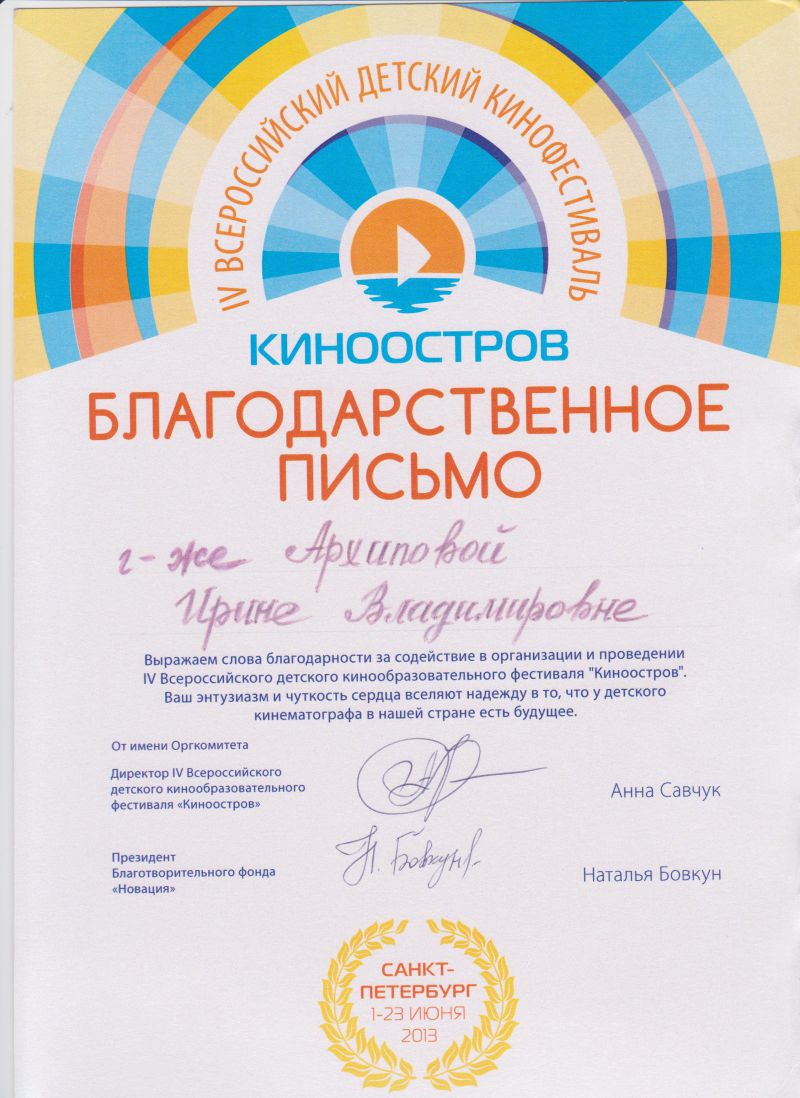 IV ВСЕРОССИЙСКИЙ ДЕТСКИЙ КИНОФЕСТИВАЛЬ
КИНООСТРОВ
БЛАГОДАРСТВЕННОЕ
ПИСЬМО
г-же Архиповой
Ирине Владимировне
Выражаем слова благодарности за содействие в организации и проведении
IV Всероссийского детского кинообразовательного фестиваля "Киноостров".
Ваш энтузиазм и чуткость сердца вселяют надежду в то, что у детского
кинематографа в нашей стране есть будущее.
От имени Оргкомитета
Директор IV Всероссийского
детского кинообразовательного
фестиваля «Киноостров»
Анна Савчук
Президент
Благотворительного фонда
«Новация»
Н. Бовкун
Наталья Бовкун
САНКТ-
ПЕТЕРБУРГ
1-23 ИЮНЯ
2013